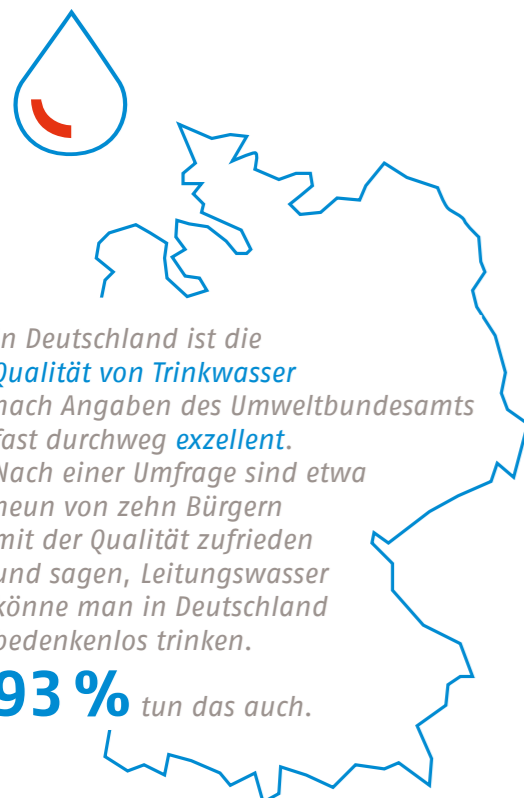 In Deutschland ist die
Qualität von Trinkwasser
nach Angaben des Umweltbundesamts
fast durchweg exzellent.
Nach einer Umfrage sind etwa
neun von zehn Bürgern
mit der Qualität zufrieden
und sagen, Leitungswasser
könne man in Deutschland
bedenkenlos trinken.
93 % tun das auch.